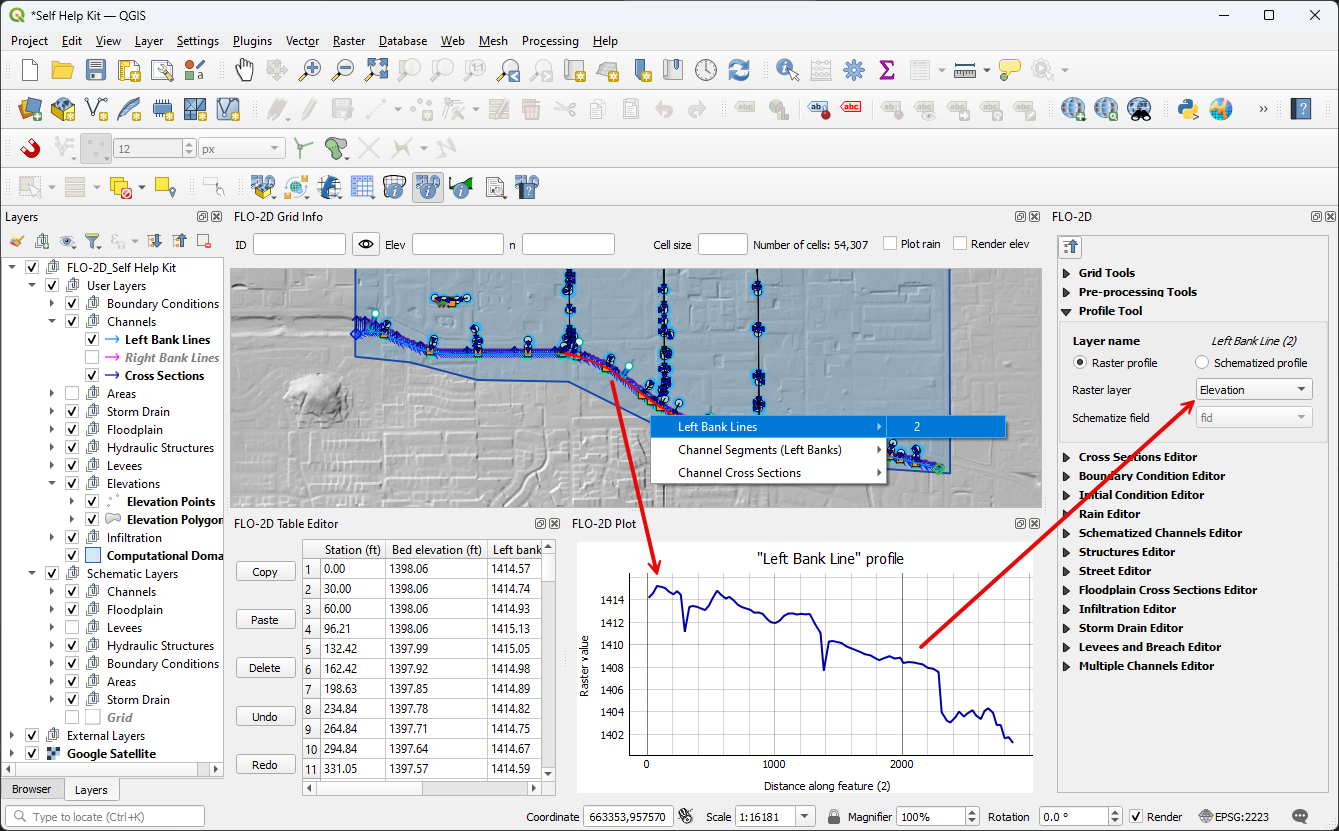 *Self Help Kit — QGIS
Project Edit View Layer Settings Plugins Vector Raster Database Web Mesh Processing Help
12 px
Layers
FLO-2D_Self Help Kit
User Layers
Boundary Conditions
Channels
Left Bank Lines
Right Bank Lines
Cross Sections
Areas
Storm Drain
Floodplain
Hydraulic Structures
Levees
Elevations
Elevation Points
Elevation Polygon
Infiltration
Computational Doma
Schematic Layers
Channels
Floodplain
Levees
Hydraulic Structures
Boundary Conditions
Areas
Storm Drain
Grid
External Layers
Google Satellite
Browser Layers
FLO-2D Grid Info
ID Elev n Cell size Number of cells: 54,307 Plot rain Render elev
Left Bank Lines 2
Channel Segments (Left Banks)
Channel Cross Sections
FLO-2D Table Editor
Copy
Paste
Delete
Undo
Redo
Station (ft) Bed elevation (ft) Left bank
1 0.00 1398.06 1414.57
2 30.00 1398.06 1414.74
3 60.00 1398.06 1414.93
4 96.21 1398.06 1415.13
5 132.42 1397.99 1415.05
6 162.42 1397.92 1414.98
7 198.63 1397.85 1414.89
8 234.84 1397.78 1414.82
9 264.84 1397.71 1414.75
10 294.84 1397.64 1414.67
11 331.05 1397.57 1414.59
FLO-2D Plot
"Left Bank Line" profile
Raster value
1414
1412
1410
1408
1406
1404
1402
0 1000 2000
Distance along feature (2)
FLO-2D
Grid Tools
Pre-processing Tools
Profile Tool
Layer name Left Bank Line (2)
Raster profile Schematized profile
Raster layer Elevation
Schematize field fid
Cross Sections Editor
Boundary Condition Editor
Initial Condition Editor
Rain Editor
Schematized Channels Editor
Structures Editor
Street Editor
Floodplain Cross Sections Editor
Infiltration Editor
Storm Drain Editor
Levees and Breach Editor
Multiple Channels Editor
Type to locate (Ctrl+K) Coordinate 663353,957570 Scale 1:16181 Magnifier 100% Rotation 0.0 ° Render EPSG:2223